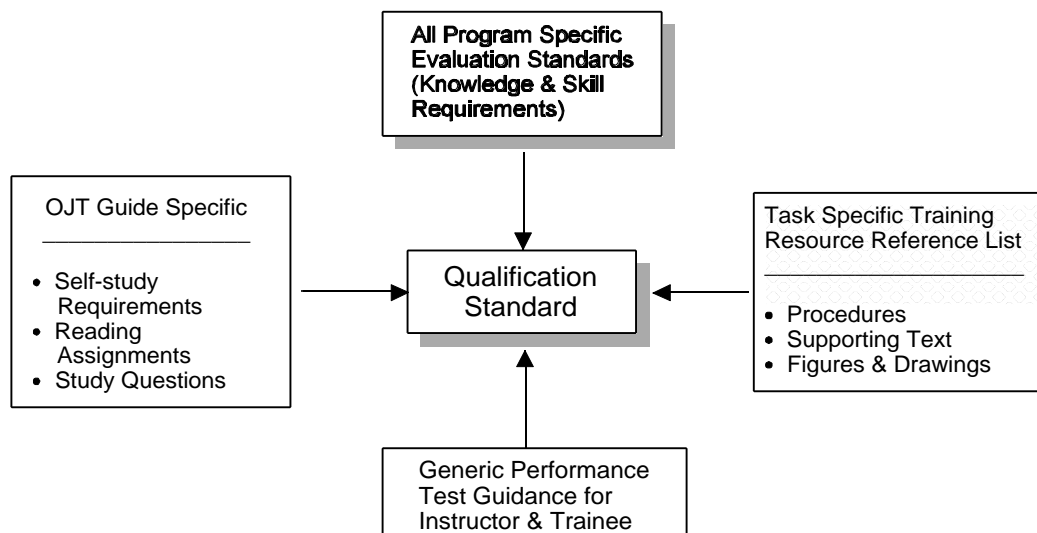 All Program Specific
Evaluation Standards
(Knowledge & Skill
Requirements)
OJT Guide Specific
• Self-study
Requirements
• Reading
Assignments
• Study Questions
Qualification
Standard
Task Specific Training
Resource Reference List
• Procedures
• Supporting Text
• Figures & Drawings
Generic Performance
Test Guidance for
Instructor & Trainee